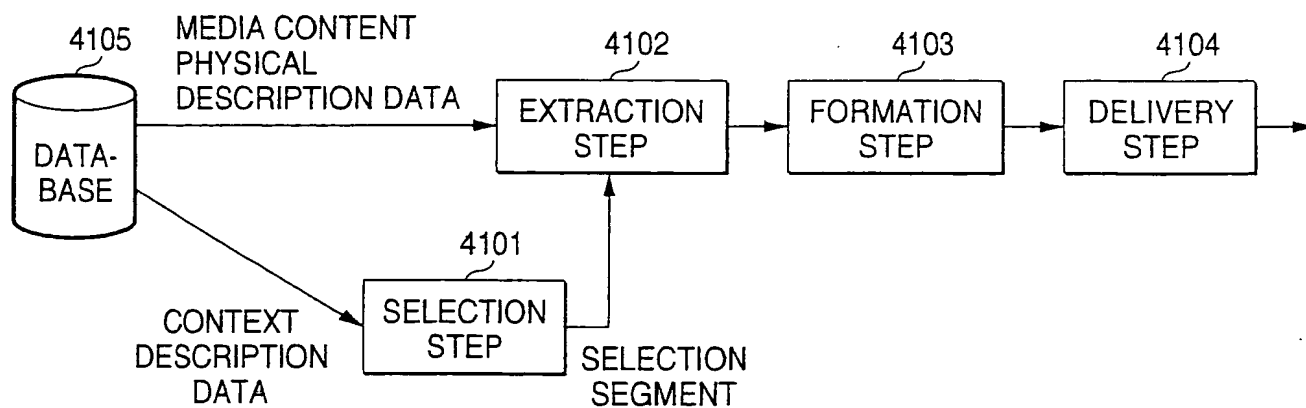 4105
MEDIA CONTENT
PHYSICAL
DESCRIPTION DATA
4102
4103
4104
DATA-
BASE
EXTRACTION
STEP
FORMATION
STEP
DELIVERY
STEP
4101
SELECTION
STEP
CONTEXT
DESCRIPTION
DATA
SELECTION
SEGMENT